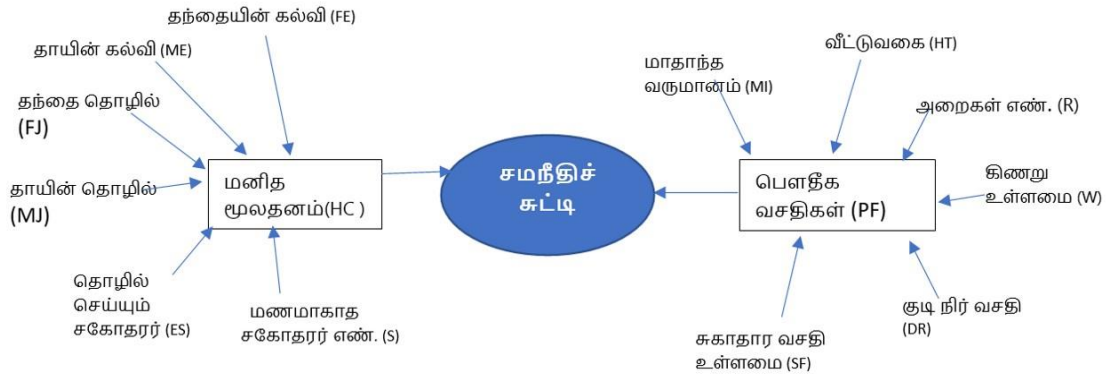 தந்தையின் கல்வி (FE)
தாயின் கல்வி (ME)
தந்தை தொழில்
(FJ)
தாயின் தொழில்
(MJ)
மனித
மூலதனம்(HC )
தொழில்
செய்யும்
சகோதரர் (ES)
மணமாகாத
சகோதரர் எண். (S)
சமநீதிச்
சுட்டி
வீட்டுவகை (HT)
மாதாந்த
வருமானம் (MI)
அறைகள் எண். (R)
பௌதீக
வசதிகள் (PF)
கிணறு
உள்ளமை (W)
குடி நிர் வசதி
(DR)
சுகாதார வசதி
உள்ளமை (SF)